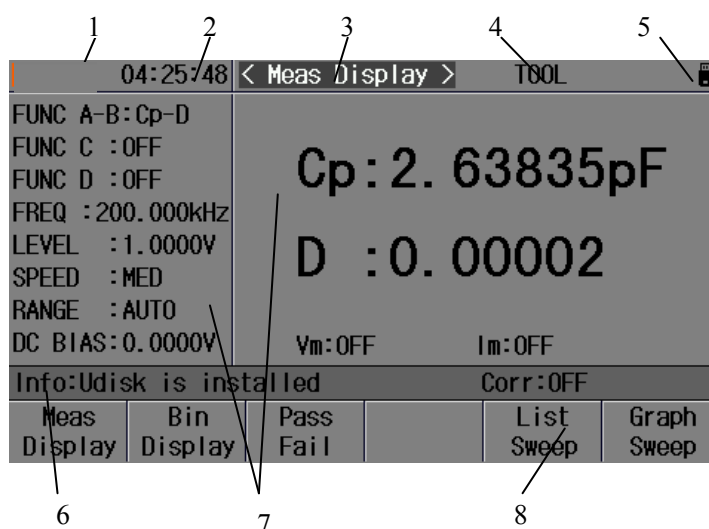 1 2 3 4 5
04:25:48 < Meas Display > TOOL
FUNC A-B:Cp-D
FUNC C :OFF
FUNC D :OFF
FREQ :200.000kHz
LEVEL :1.0000V
SPEED :MED
RANGE :AUTO
DC BIAS:0.0000V
Cp:2.63835pF
D :0.00002
Vm:OFF Im:OFF
Info:Udisk is installed Corr:OFF
Meas Display
Bin Display
Pass Fail
List Sweep
Graph Sweep
6 7 8